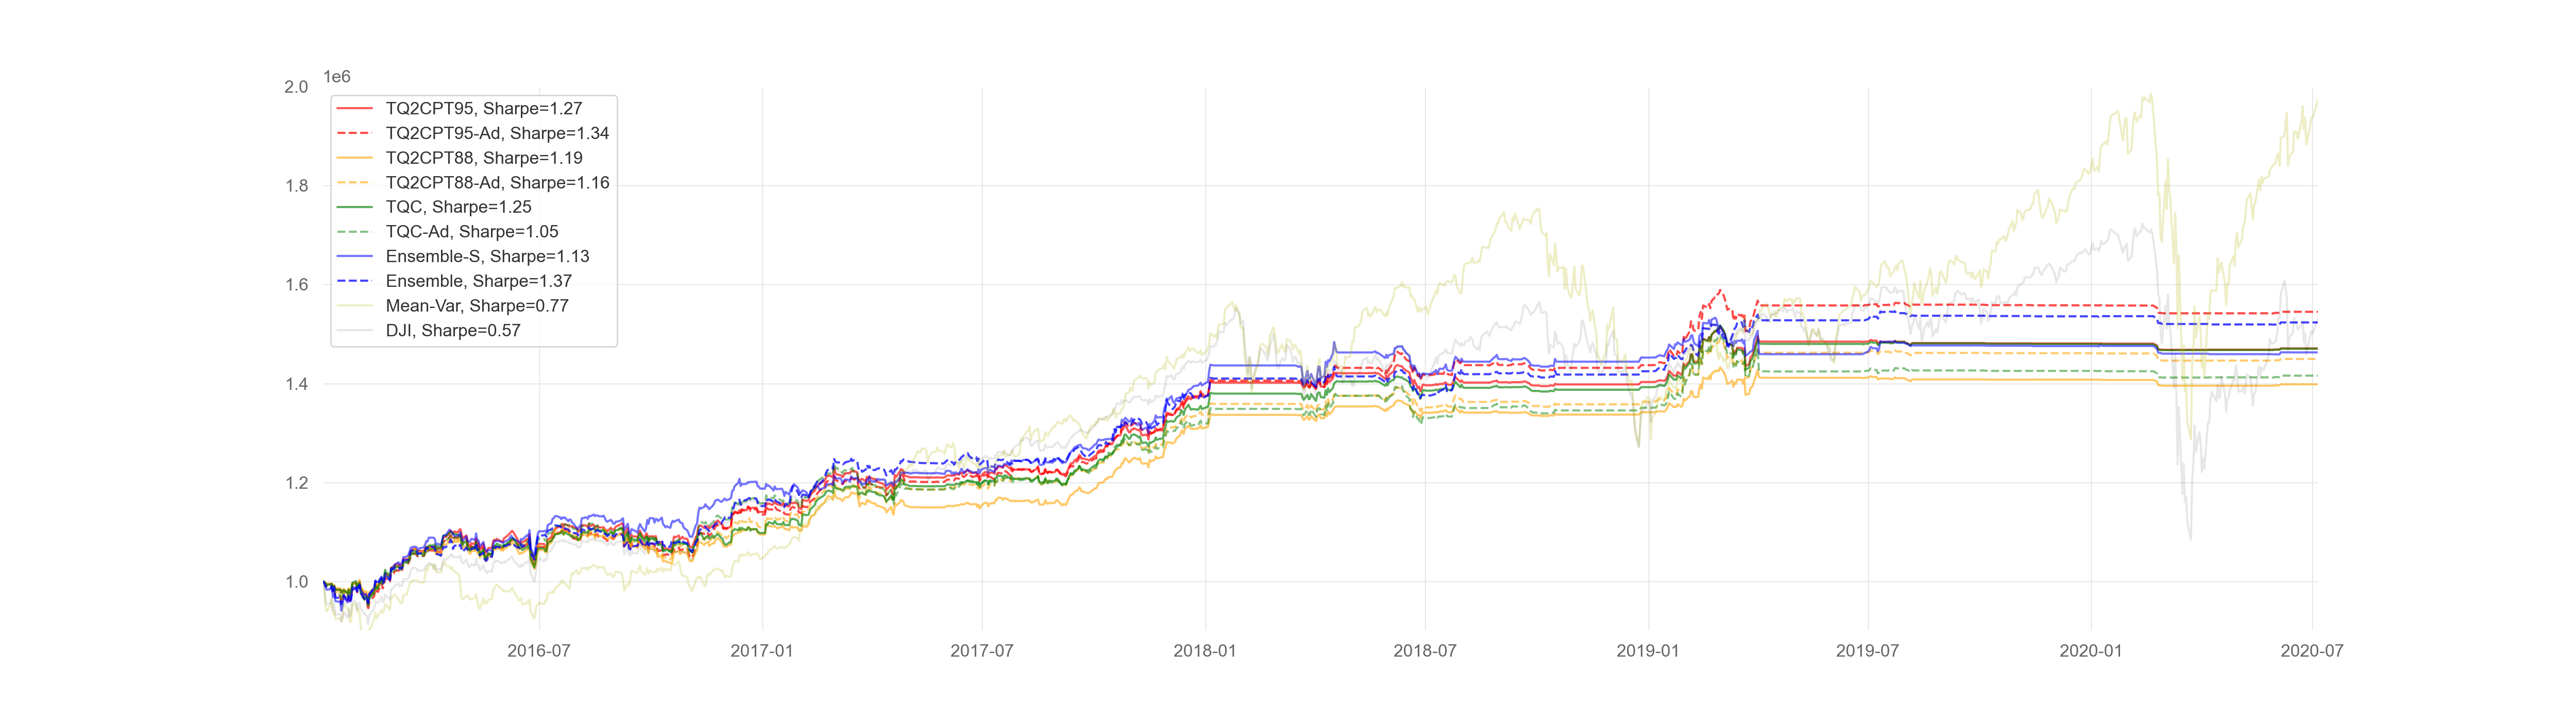 1e6
2.0
1.8
1.6
1.4
1.2
1.0
TQ2CPT95, Sharpe=1.27
TQ2CPT95-Ad, Sharpe=1.34
TQ2CPT88, Sharpe=1.19
TQ2CPT88-Ad, Sharpe=1.16
TQC, Sharpe=1.25
TQC-Ad, Sharpe=1.05
Ensemble-S, Sharpe=1.13
Ensemble, Sharpe=1.37
Mean-Var, Sharpe=0.77
DJI, Sharpe=0.57
2016-07 2017-01 2017-07 2018-01 2018-07 2019-01 2019-07 2020-01 2020-07